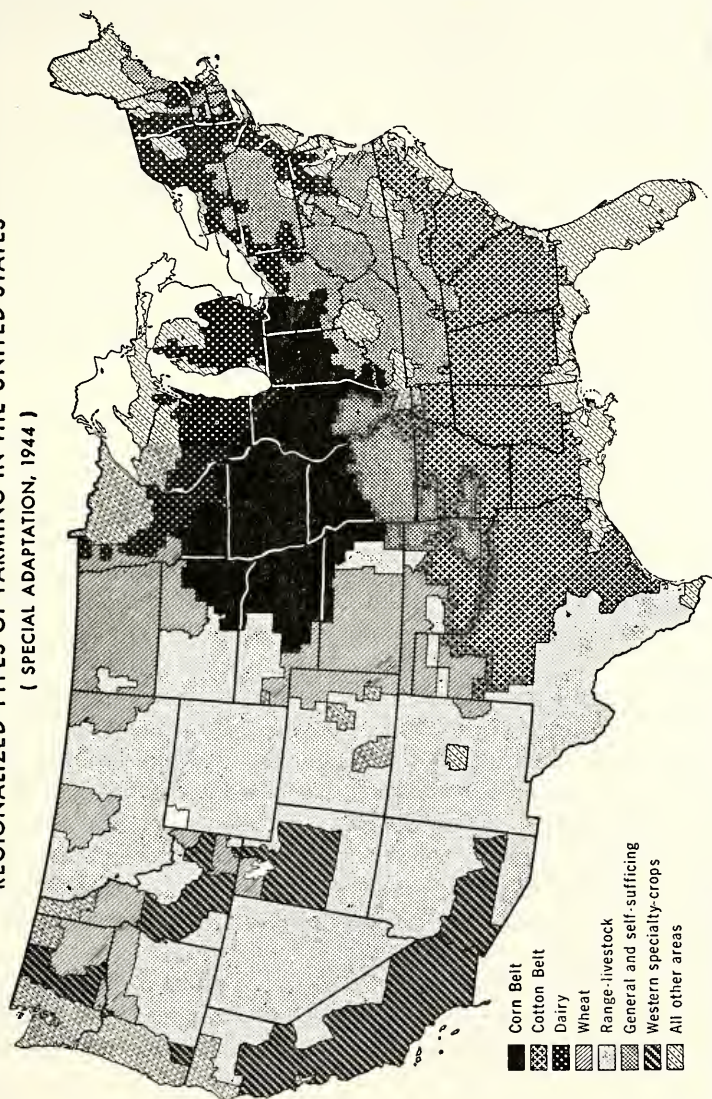 REGIONALIZED TYPES OF FARMING IN THE UNITED STATES
( SPECIAL ADAPTATION, 1944 )
Corn Belt
Cotton Belt
Dairy
Wheat
Range-livestock
General and self-sufficing
Western specialty-crops
All other areas